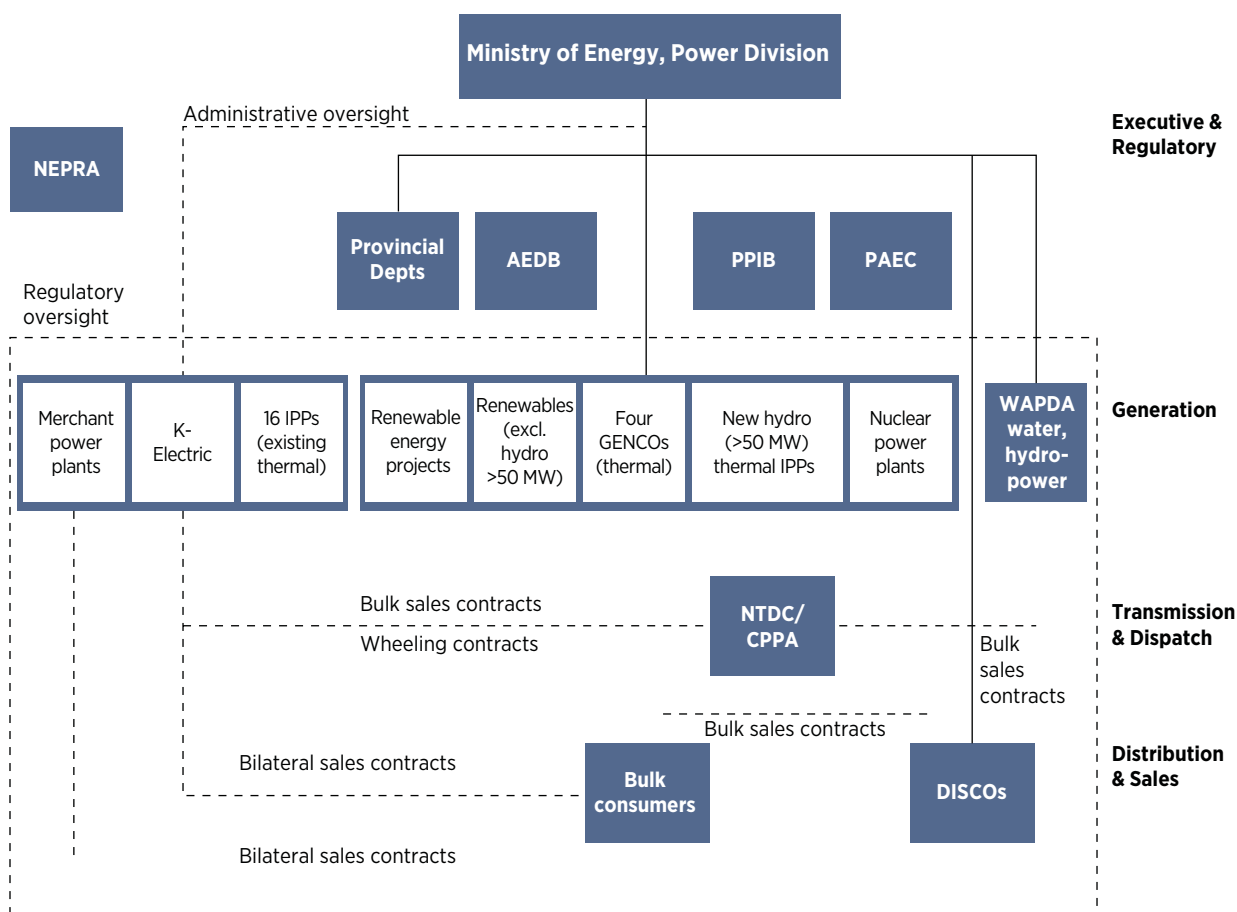 Ministry of Energy, Power Division
Administrative oversight
Executive &
Regulatory
NEPRA
Provincial
Depts
AEDB
PPIB
PAEC
Regulatory
oversight
Merchant
power
plants
K-
Electric
16 IPPs
(existing
thermal)
Renewable
energy
projects
Renewables
(excl.
hydro
>50 MW)
Four
GENCOs
(thermal)
New hydro
(>50 MW)
thermal IPPs
Nuclear
power
plants
WAPDA
water,
hydro-
power
Generation
Bulk sales contracts
Wheeling contracts
NTDC/
CPPA
Transmission
& Dispatch
Bulk
sales
contracts
Bulk sales contracts
Bilateral sales contracts
Bulk
consumers
DISCOs
Distribution
& Sales
Bilateral sales contracts